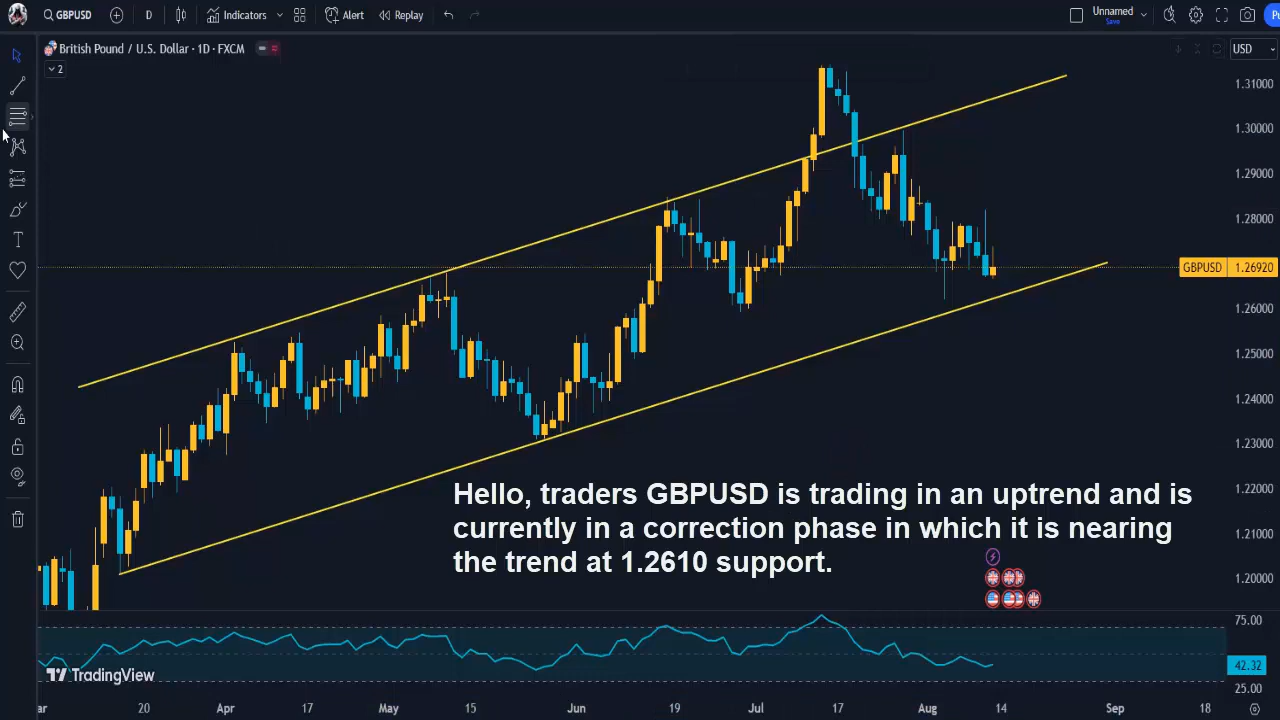 GBPUSD
D
Indicators
Alert
Replay
Unnamed
Save
British Pound / U.S. Dollar · 1D · FXCM
USD
2
1.31000
1.30000
1.29000
1.28000
GBPUSD 1.26920
1.26000
1.25000
1.24000
1.23000
1.22000
1.21000
1.20000
Hello, traders GBPUSD is trading in an uptrend and is
currently in a correction phase in which it is nearing
the trend at 1.2610 support.
75.00
42.32
25.00
TradingView
ar 20 Apr 17 May 15 Jun 19 Jul 17 Aug 14 Sep 18